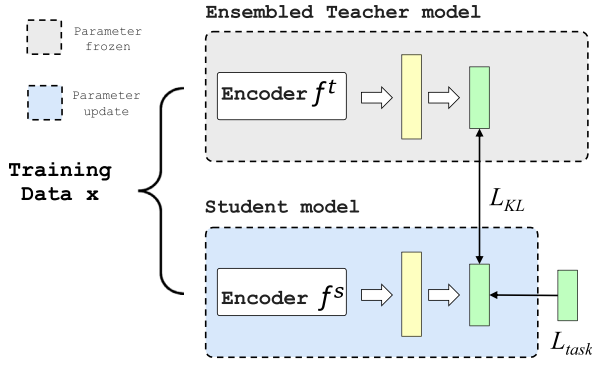 Ensembled Teacher model
Parameter
frozen
Encoder f^t
Parameter
update
Training
Data x
L_KL
Student model
Encoder f^s
L_task